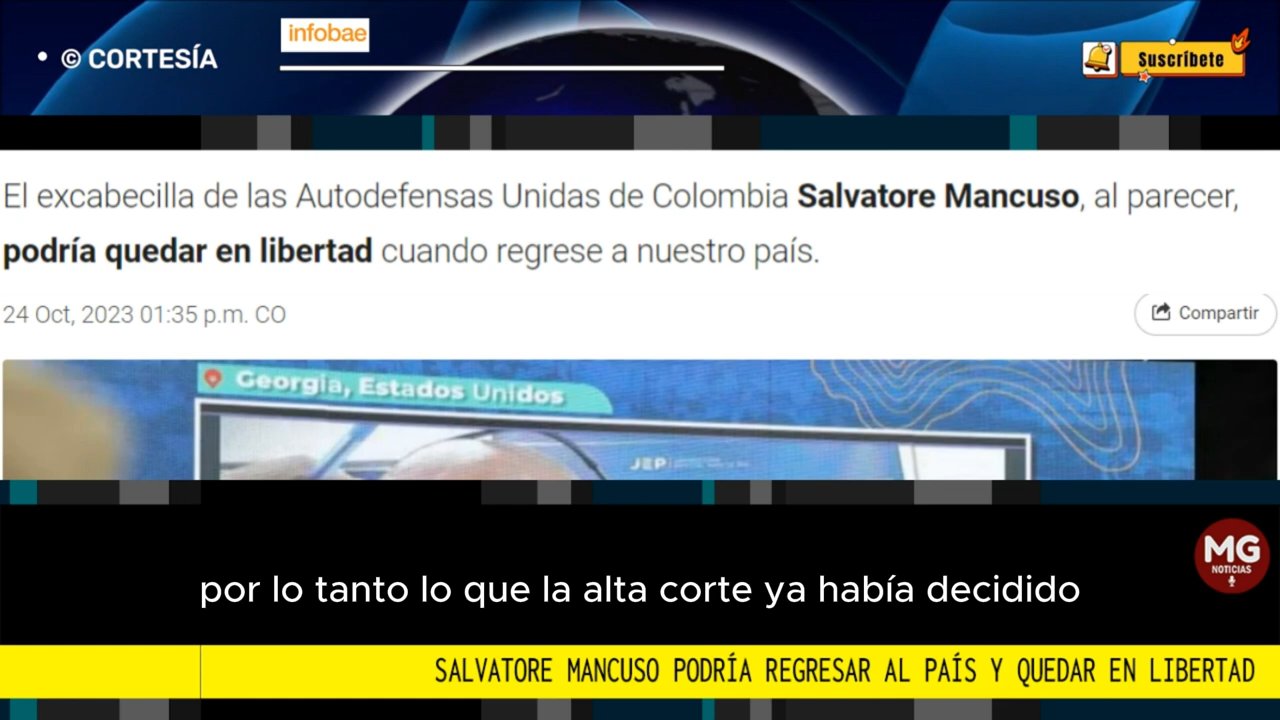 • © CORTESÍA
infobae
Suscríbete
El excabecilla de las Autodefensas Unidas de Colombia Salvatore Mancuso, al parecer,
podría quedar en libertad cuando regrese a nuestro país.
24 Oct, 2023 01:35 p.m. CO
Compartir
Georgia, Estados Unidos
JEP
MG
NOTICIAS
por lo tanto lo que la alta corte ya había decidido
SALVATORE MANCUSO PODRÍA REGRESAR AL PAÍS Y QUEDAR EN LIBERTAD